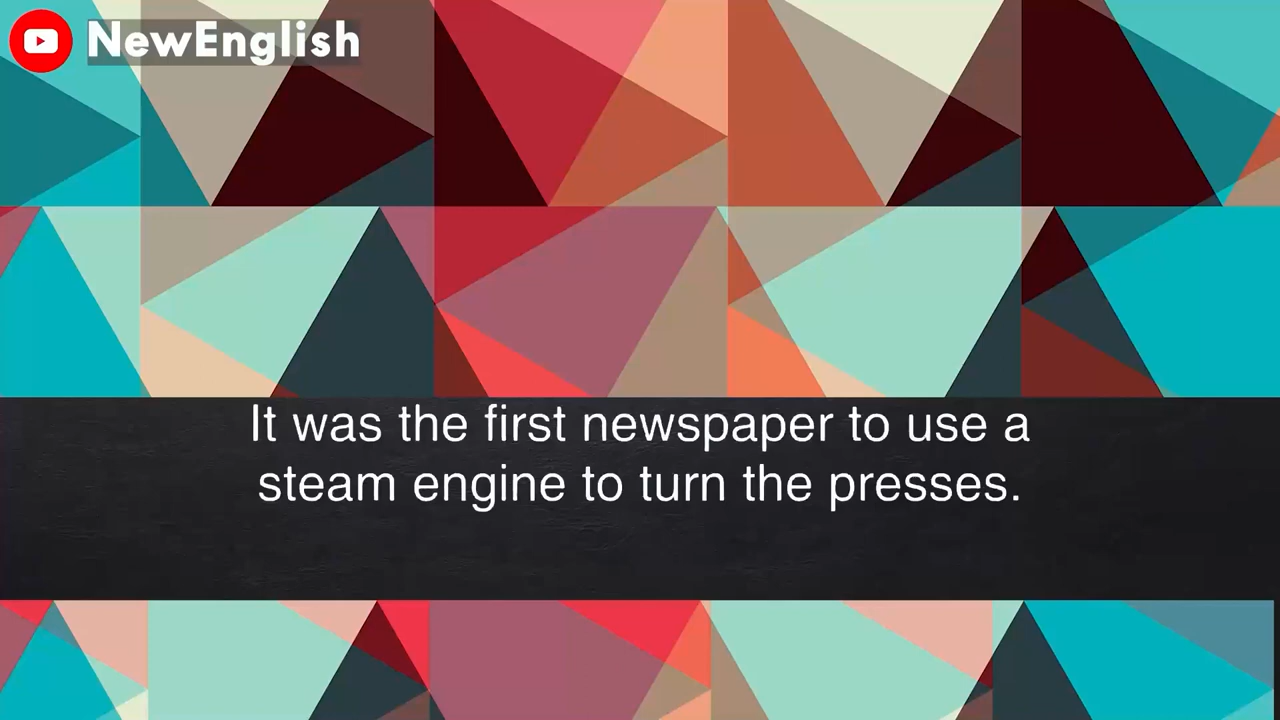 NewEnglish
It was the first newspaper to use a
steam engine to turn the presses.